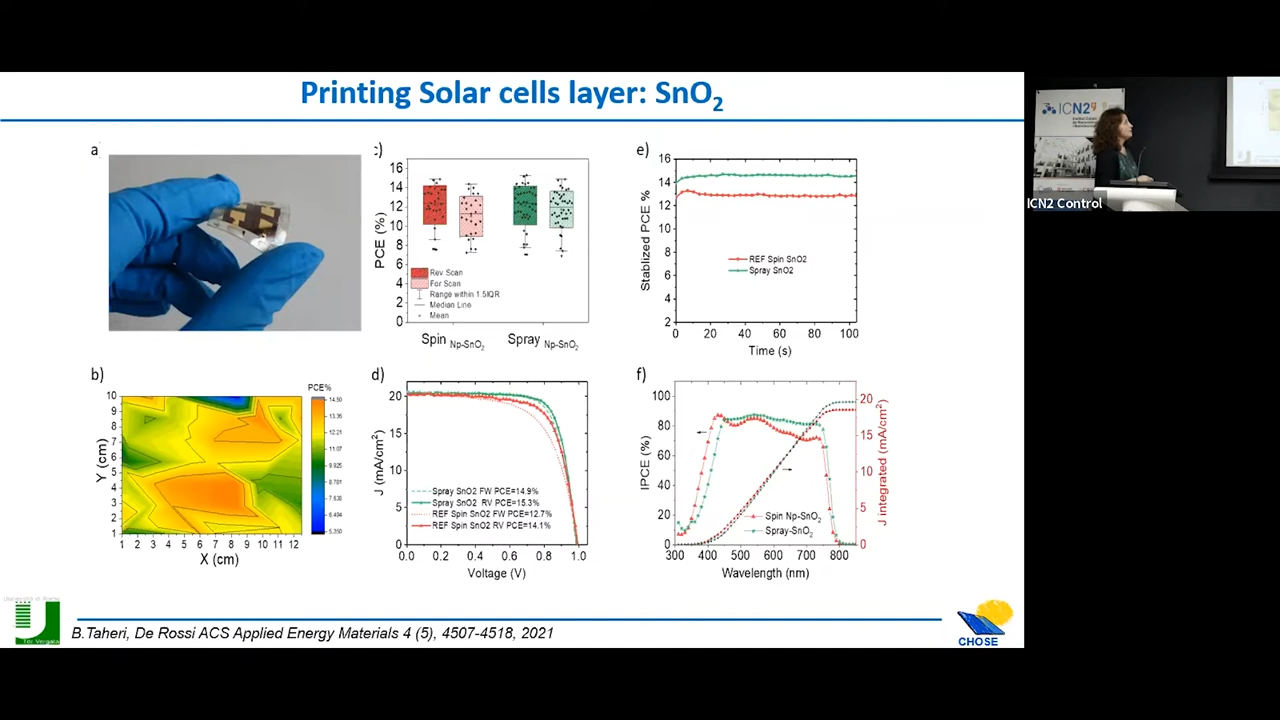 Printing Solar cells layer: SnO2
a
c)
e)
PCE (%)
16
14
12
10
8
6
4
2
0
Rev Scan
For Scan
Range within 1.5IQR
Median Line
Mean
Spin Np-SnO2
Spray Np-SnO2
Stablized PCE %
16
14
12
10
8
6
4
2
REF Spin SnO2
Spray SnO2
0
20
40
60
80
100
Time (s)
b)
d)
f)
PCE%
14.50
13.35
12.21
11.07
9.925
8.781
7.638
6.494
5.350
Y (cm)
10
9
8
7
6
5
4
3
2
1
1 2 3 4 5 6 7 8 9 10 11 12
X (cm)
J (mA/cm2)
20
15
10
5
0
Spray SnO2 FW PCE=14.9%
Spray SnO2 RV PCE=15.3%
REF Spin SnO2 FW PCE=12.7%
REF Spin SnO2 RV PCE=14.1%
0.0 0.2 0.4 0.6 0.8 1.0
Voltage (V)
IPCE (%)
100
80
60
40
20
0
20
15
10
5
0
J integrated (mA/cm2)
Spin Np-SnO2
Spray-SnO2
300 400 500 600 700 800
Wavelength (nm)
Tor Vergata
B.Taheri, De Rossi ACS Applied Energy Materials 4 (5), 4507-4518, 2021
CHOSE
ICN2
ICN2 Control